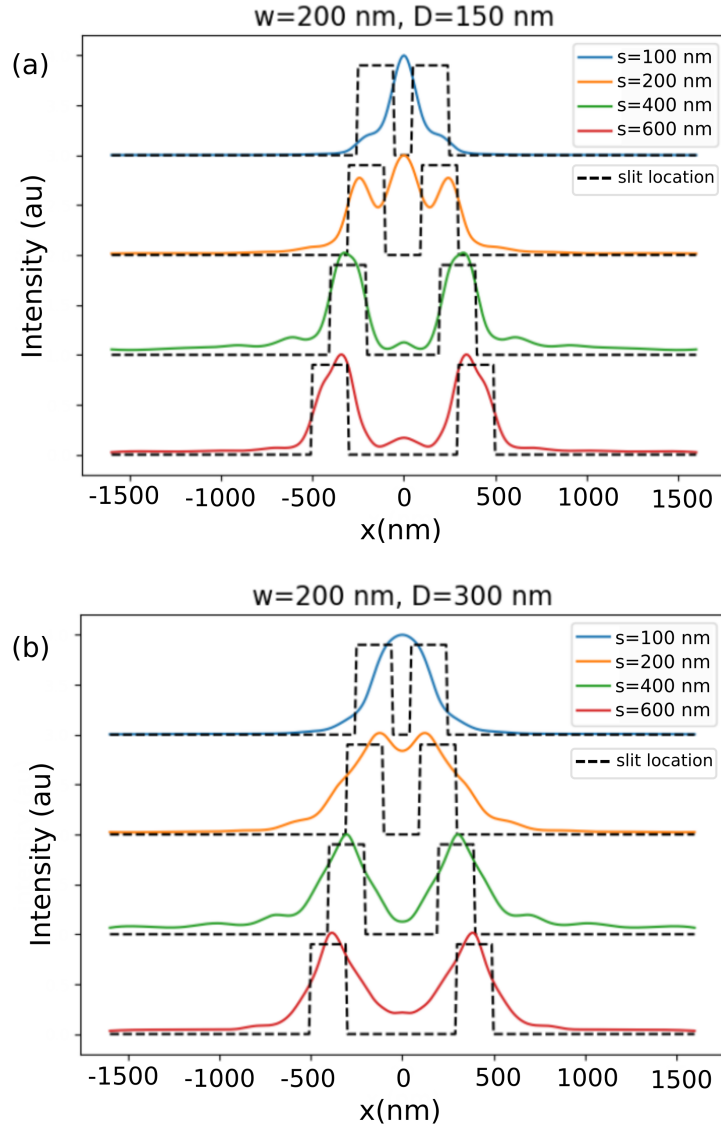 w=200 nm, D=150 nm
(a)
s=100 nm
s=200 nm
s=400 nm
s=600 nm
slit location
Intensity (au)
-1500 -1000 -500 0 500 1000 1500
x(nm)
w=200 nm, D=300 nm
(b)
s=100 nm
s=200 nm
s=400 nm
s=600 nm
slit location
Intensity (au)
-1500 -1000 -500 0 500 1000 1500
x(nm)